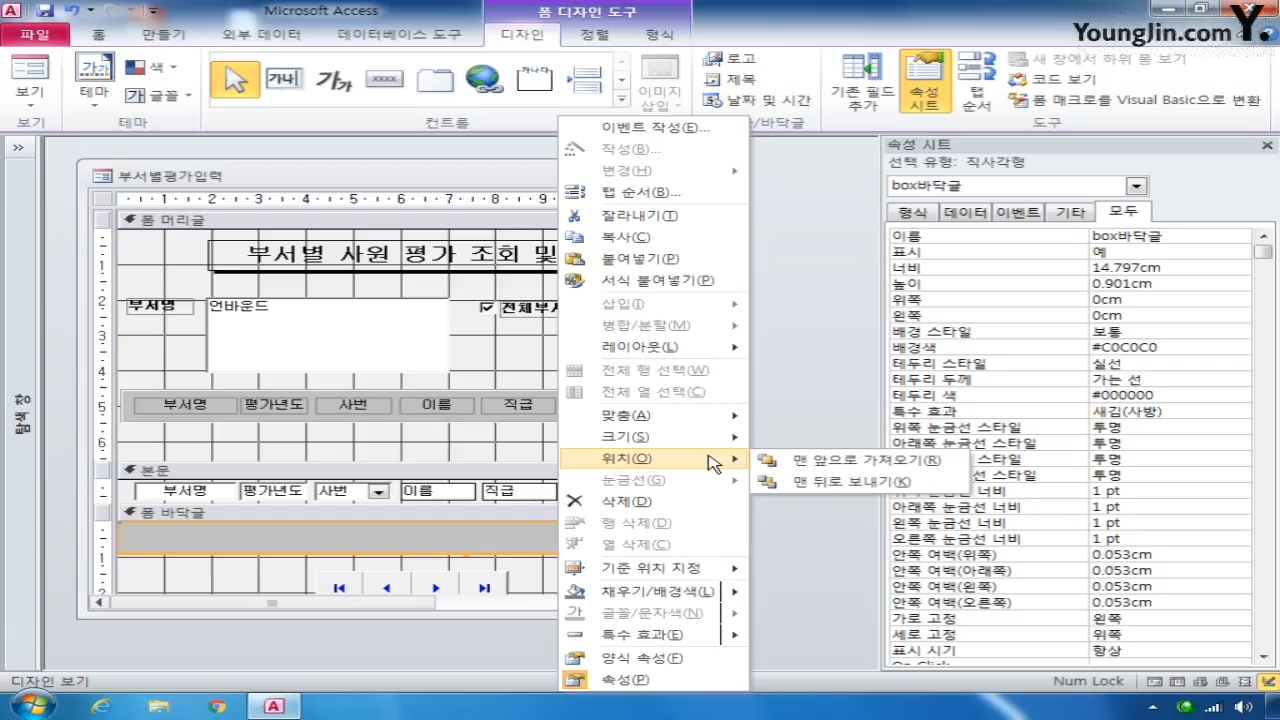 Microsoft Access
폼 디자인 도구
YoungJin.com Y.
파일 홈 만들기 외부 데이터 데이터베이스 도구 디자인 정렬 형식
보기
보기
테마
색
글꼴
테마
가나
가가
xxxx
컨트롤
이미지
삽입
로고
제목
날짜 및 시간
/바닥글
기존 필드
추가
속성
시트
탭
순서
새 창에서 하위 폼 보기
코드 보기
폼 매크로를 Visual Basic으로 변환
도구
탐색 창
부서별평가입력
폼 머리글
부서별 사원 평가 조회 및
부서명
언바운드
전체부
부서명 평가년도 사번 이름 직급
본문
부서명 평가년도 사번 이름 직급
폼 바닥글
이벤트 작성(E)...
작성(B)...
변경(H)
탭 순서(B)...
잘라내기(T)
복사(C)
붙여넣기(P)
서식 붙여넣기(P)
삽입(I)
병합/분할(M)
레이아웃(L)
전체 행 선택(W)
전체 열 선택(C)
맞춤(A)
크기(S)
위치(O)
맨 앞으로 가져오기(R)
맨 뒤로 보내기(K)
눈금선(G)
삭제(D)
행 삭제(D)
열 삭제(C)
기준 위치 지정
채우기/배경색(L)
글꼴/문자색(N)
특수 효과(E)
양식 속성(F)
속성(P)
속성 시트
선택 유형: 직사각형
box바닥글
형식 데이터 이벤트 기타 모두
이름 box바닥글
표시 예
너비 14.797cm
높이 0.901cm
위쪽 0cm
왼쪽 0cm
배경 스타일 보통
배경색 #C0C0C0
테두리 스타일 실선
테두리 두께 가는 선
테두리 색 #000000
특수 효과 새김(사방)
위쪽 눈금선 스타일 투명
아래쪽 눈금선 스타일 투명
스타일 투명
스타일 투명
눈금선 너비 1 pt
아래쪽 눈금선 너비 1 pt
왼쪽 눈금선 너비 1 pt
오른쪽 눈금선 너비 1 pt
안쪽 여백(위쪽) 0.053cm
안쪽 여백(아래쪽) 0.053cm
안쪽 여백(왼쪽) 0.053cm
안쪽 여백(오른쪽) 0.053cm
가로 고정 왼쪽
세로 고정 위쪽
표시 시기 항상
On Click
디자인 보기
Num Lock